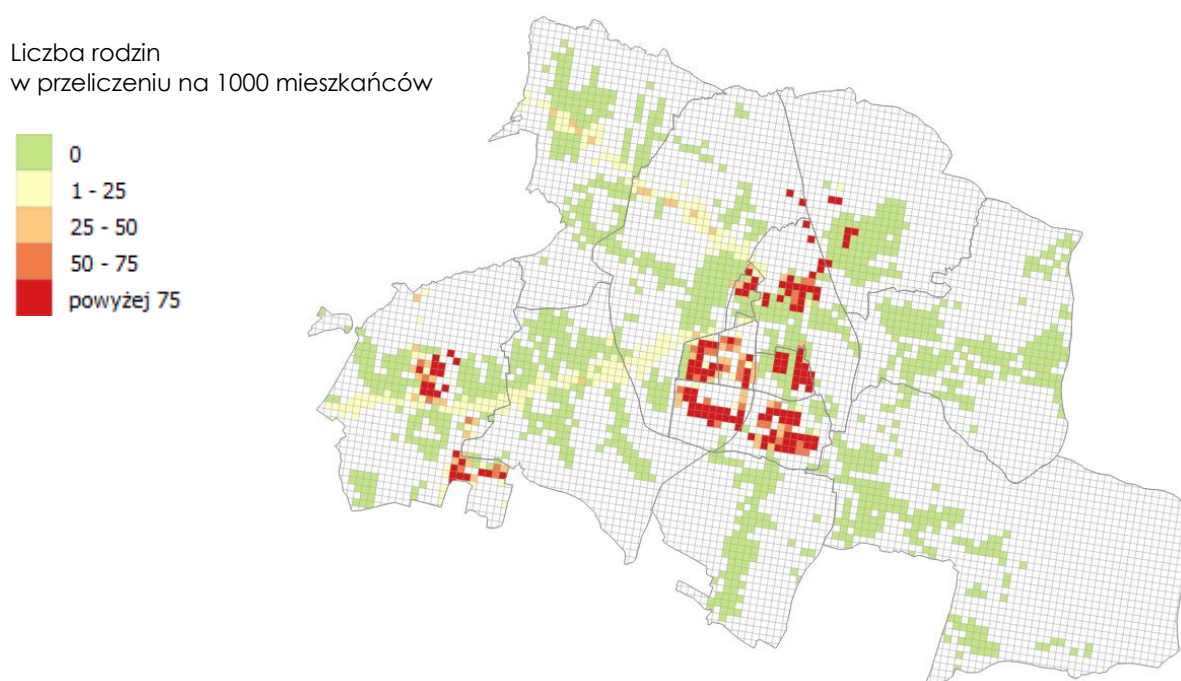 Liczba rodzin
w przeliczeniu na 1000 mieszkańców
0
1 - 25
25 - 50
50 - 75
powyżej 75